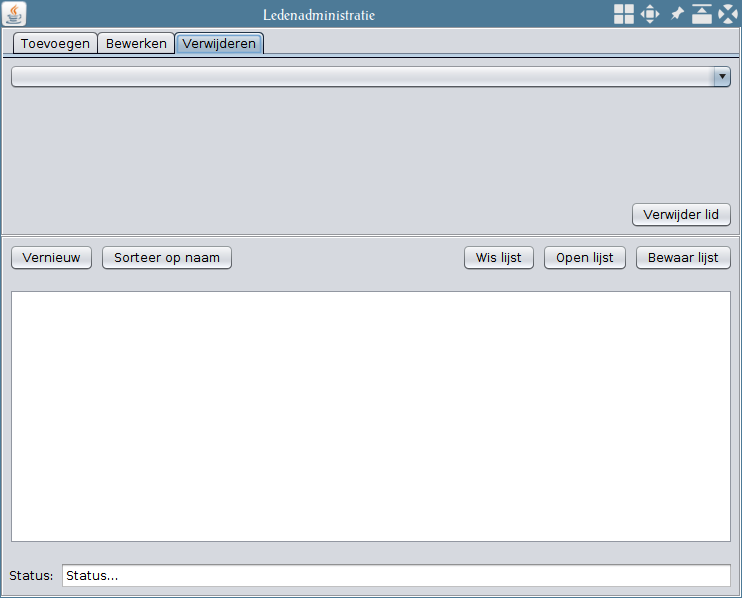 Ledenadministratie
Toevoegen Bewerken Verwijderen
Verwijder lid
Vernieuw Sorteer op naam Wis lijst Open lijst Bewaar lijst
Status: Status...